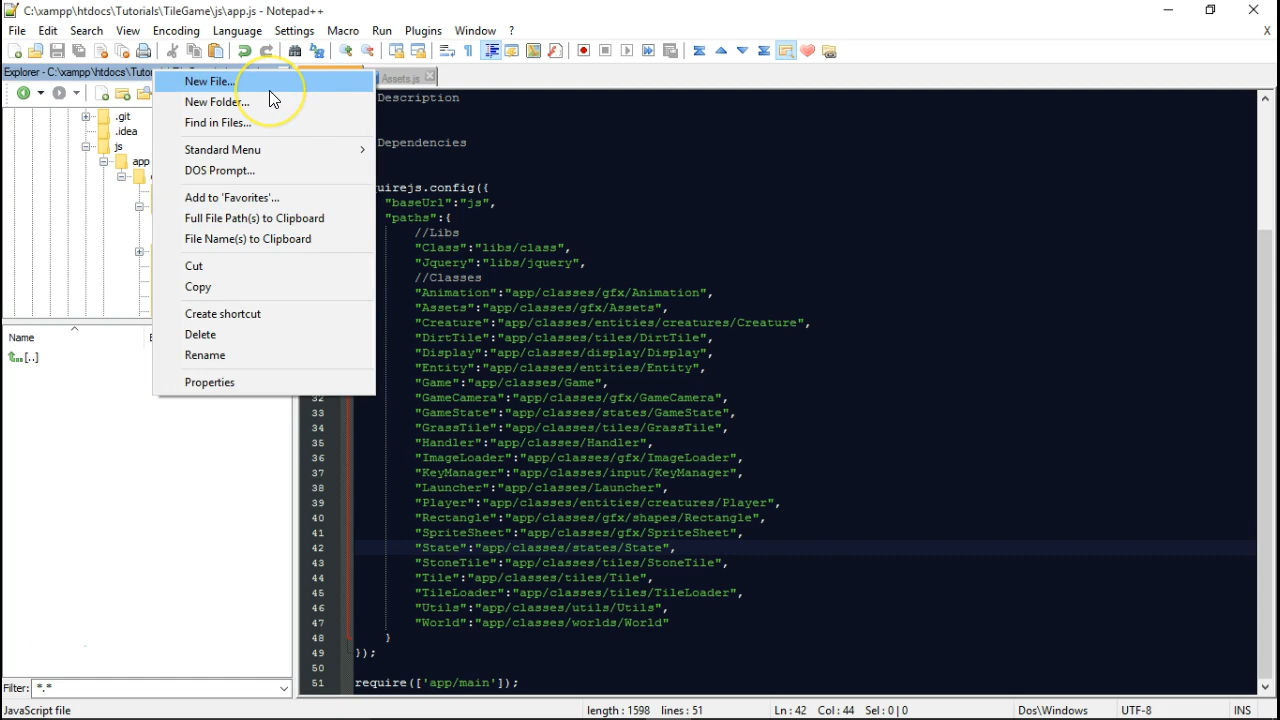 C:\xampp\htdocs\Tutorials\TileGame\js\app.js - Notepad++
File Edit Search View Encoding Language Settings Macro Run Plugins Window ? X
Explorer - C:\xampp\htdocs\Tutor
Assets.js
New File...
New Folder...
Find in Files...
Standard Menu
DOS Prompt...
Add to 'Favorites'...
Full File Path(s) to Clipboard
File Name(s) to Clipboard
Cut
Copy
Create shortcut
Delete
Rename
Properties
.git
.idea
js
app
Name
[..]
Filter: *.*
Description
Dependencies
uirejs.config({
"baseUrl":"js",
"paths":{
//Libs
"Class":"libs/class",
"Jquery":"libs/jquery",
//Classes
"Animation":"app/classes/gfx/Animation",
"Assets":"app/classes/gfx/Assets",
"Creature":"app/classes/entities/creatures/Creature",
"DirtTile":"app/classes/tiles/DirtTile",
"Display":"app/classes/display/Display",
"Entity":"app/classes/entities/Entity",
"Game":"app/classes/Game",
32 "GameCamera":"app/classes/gfx/GameCamera",
33 "GameState":"app/classes/states/GameState",
34 "GrassTile":"app/classes/tiles/GrassTile",
35 "Handler":"app/classes/Handler",
36 "ImageLoader":"app/classes/gfx/ImageLoader",
37 "KeyManager":"app/classes/input/KeyManager",
38 "Launcher":"app/classes/Launcher",
39 "Player":"app/classes/entities/creatures/Player",
40 "Rectangle":"app/classes/gfx/shapes/Rectangle",
41 "SpriteSheet":"app/classes/gfx/SpriteSheet",
42 "State":"app/classes/states/State",
43 "StoneTile":"app/classes/tiles/StoneTile",
44 "Tile":"app/classes/tiles/Tile",
45 "TileLoader":"app/classes/tiles/TileLoader",
46 "Utils":"app/classes/utils/Utils",
47 "World":"app/classes/worlds/World"
48 }
49 });
50
51 require(['app/main']);
JavaScript file length : 1598 lines : 51 Ln : 42 Col : 44 Sel : 0 | 0 Dos\Windows UTF-8 INS